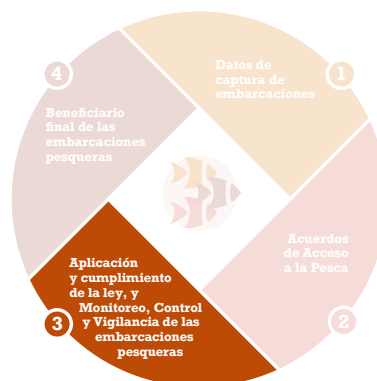 1
Datos de
captura de
embarcaciones
2
Acuerdos
de Acceso
a la Pesca
3
Aplicación
y cumplimiento
de la ley, y
Monitoreo, Control
y Vigilancia de las
embarcaciones
pesqueras
4
Beneficiario
final de las
embarcaciones
pesqueras